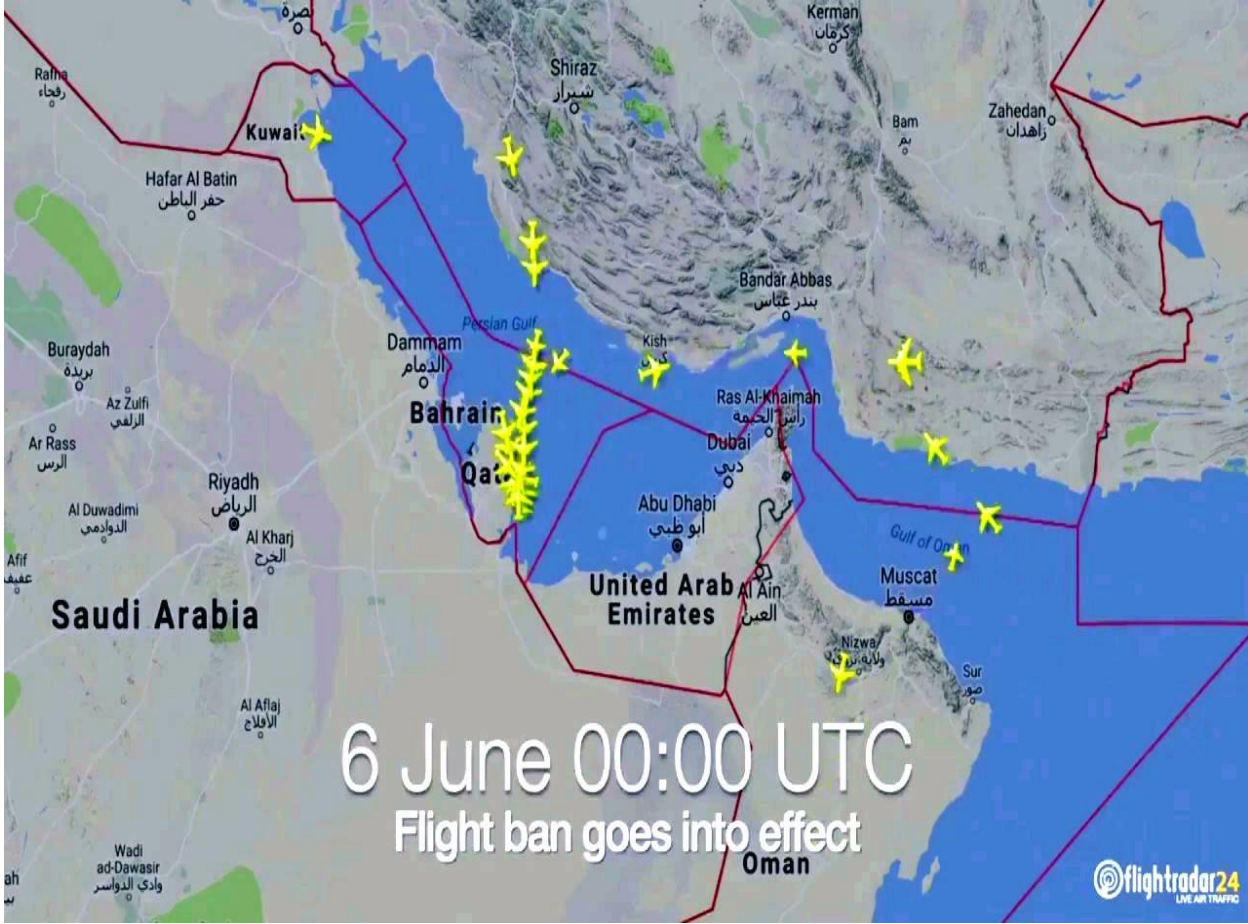 Kerman
كرمان
Rafha
رفحاء
Shiraz
شیراز
Zahedan
زاهدان
Bam
بم
Kuwait
Hafar Al Batin
حفر الباطن
Bandar Abbas
بندر عباس
Persian Gulf
Kish
Buraydah
بريدة
Dammam
الدمام
Az Zulfi
الزلفي
Bahrain
Ras Al-Khaimah
رأس الخيمة
Ar Rass
الرس
Dubai
دبي
Riyadh
الرياض
Abu Dhabi
أبو ظبي
Al Duwadimi
الدوادمي
Al Kharj
الخرج
Gulf of
Afif
Muscat
مسقط
United Arab
Emirates
Al Ain
العين
Saudi Arabia
Nizwa
Sur
صور
Al Aflaj
الأفلاج
6 June 00:00 UTC
Flight ban goes into effect
Wadi
ad-Dawasir
وادي الدواسر
Oman
flightradar24
LIVE AIR TRAFFIC